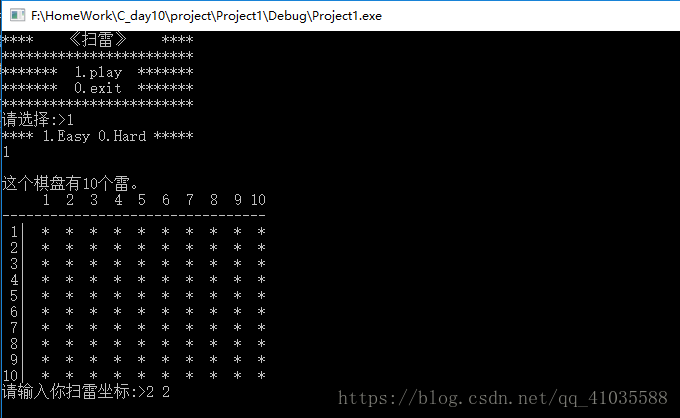 F:\HomeWork\C_day10\project\Project1\Debug\Project1.exe
****    《扫雷》    ****
************************
*******  1.play  *******
*******  0.exit  *******
************************
请选择:>1
**** 1.Easy 0.Hard *****
1
这个棋盘有10个雷。
     1  2  3  4  5  6  7  8  9 10
---------------------------------
 1|  *  *  *  *  *  *  *  *  *  *
 2|  *  *  *  *  *  *  *  *  *  *
 3|  *  *  *  *  *  *  *  *  *  *
 4|  *  *  *  *  *  *  *  *  *  *
 5|  *  *  *  *  *  *  *  *  *  *
 6|  *  *  *  *  *  *  *  *  *  *
 7|  *  *  *  *  *  *  *  *  *  *
 8|  *  *  *  *  *  *  *  *  *  *
 9|  *  *  *  *  *  *  *  *  *  *
10|  *  *  *  *  *  *  *  *  *  *
请输入你扫雷坐标:>2 2
https://blog.csdn.net/qq_41035588